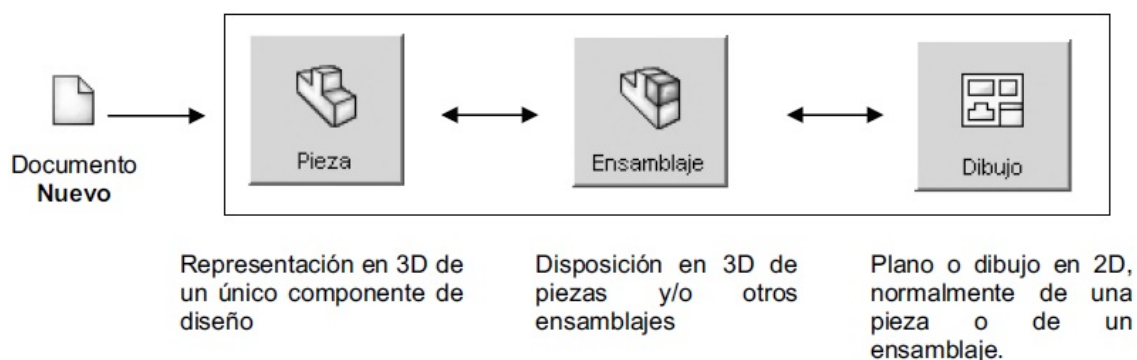 Documento
Nuevo
Pieza
Ensamblaje
Dibujo
Representación en 3D de
un único componente de
diseño
Disposición en 3D de
piezas y/o otros
ensamblajes
Plano o dibujo en 2D,
normalmente de una
pieza o de un
ensamblaje.